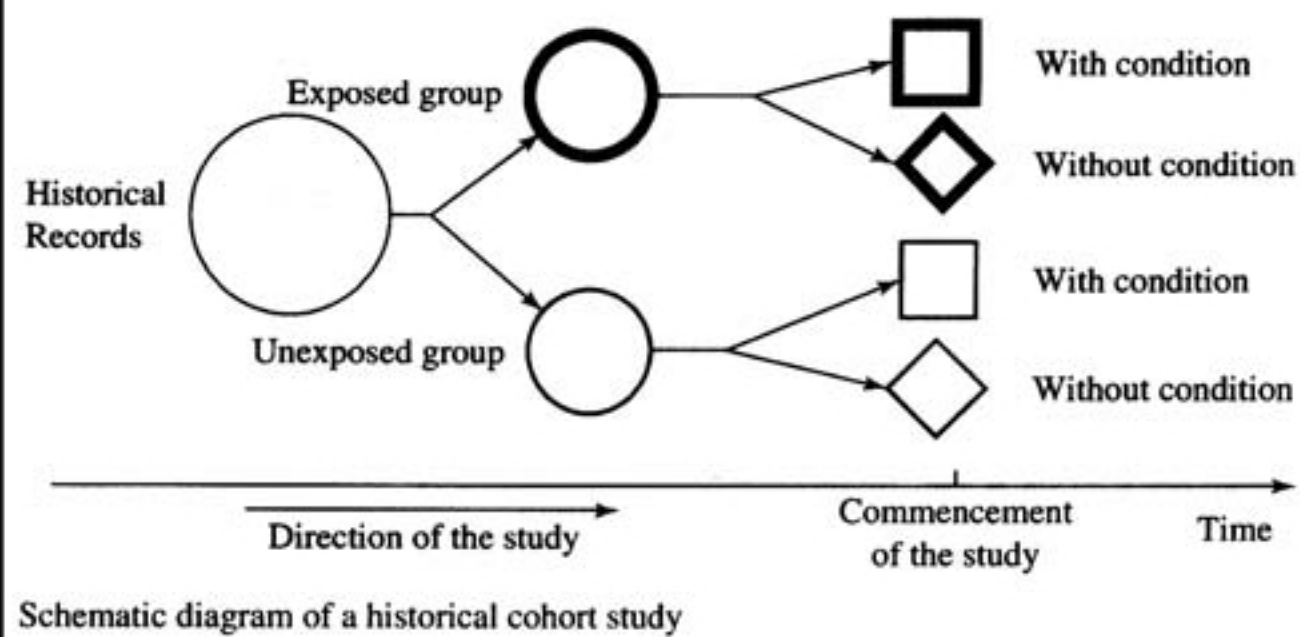 Exposed group
With condition
Without condition
Historical
Records
With condition
Unexposed group
Without condition
Direction of the study
Commencement
of the study
Time
Schematic diagram of a historical cohort study